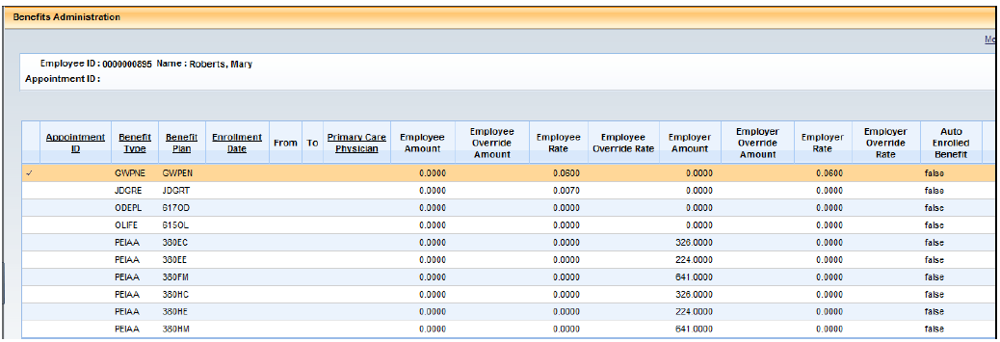 Benefits Administration
Employee ID : 0000000895 Name : Roberts, Mary
Appointment ID :
Appointment ID Benefit Type Benefit Plan Enrollment Date From To Primary Care Physician Employee Amount Employee Override Amount Employee Rate Employee Override Rate Employer Amount Employer Override Amount Employer Rate Employer Override Rate Auto Enrolled Benefit
✓ GWPNE GWPEN 0.0000 0.0600 0.0000 0.0600 false
JDGRE JDGRT 0.0000 0.0070 0.0000 0.0000 false
ODEPL 617OD 0.0000 0.0000 0.0000 0.0000 false
OLIFE 615OL 0.0000 0.0000 0.0000 0.0000 false
PEIAA 380EC 0.0000 0.0000 326.0000 0.0000 false
PEIAA 380EE 0.0000 0.0000 224.0000 0.0000 false
PEIAA 380FM 0.0000 0.0000 641.0000 0.0000 false
PEIAA 380HC 0.0000 0.0000 326.0000 0.0000 false
PEIAA 380HE 0.0000 0.0000 224.0000 0.0000 false
PEIAA 380HM 0.0000 0.0000 641.0000 0.0000 false